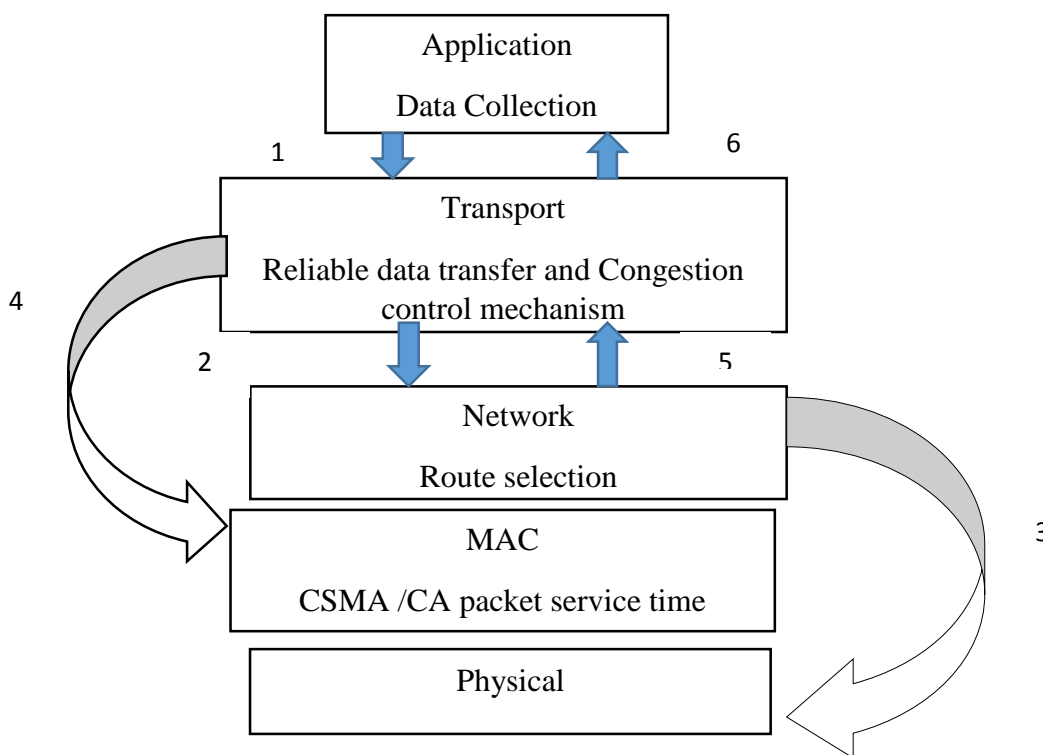 Application
Data Collection
1
6
Transport
Reliable data transfer and Congestion
control mechanism
4
2
5
Network
Route selection
3
MAC
CSMA /CA packet service time
Physical